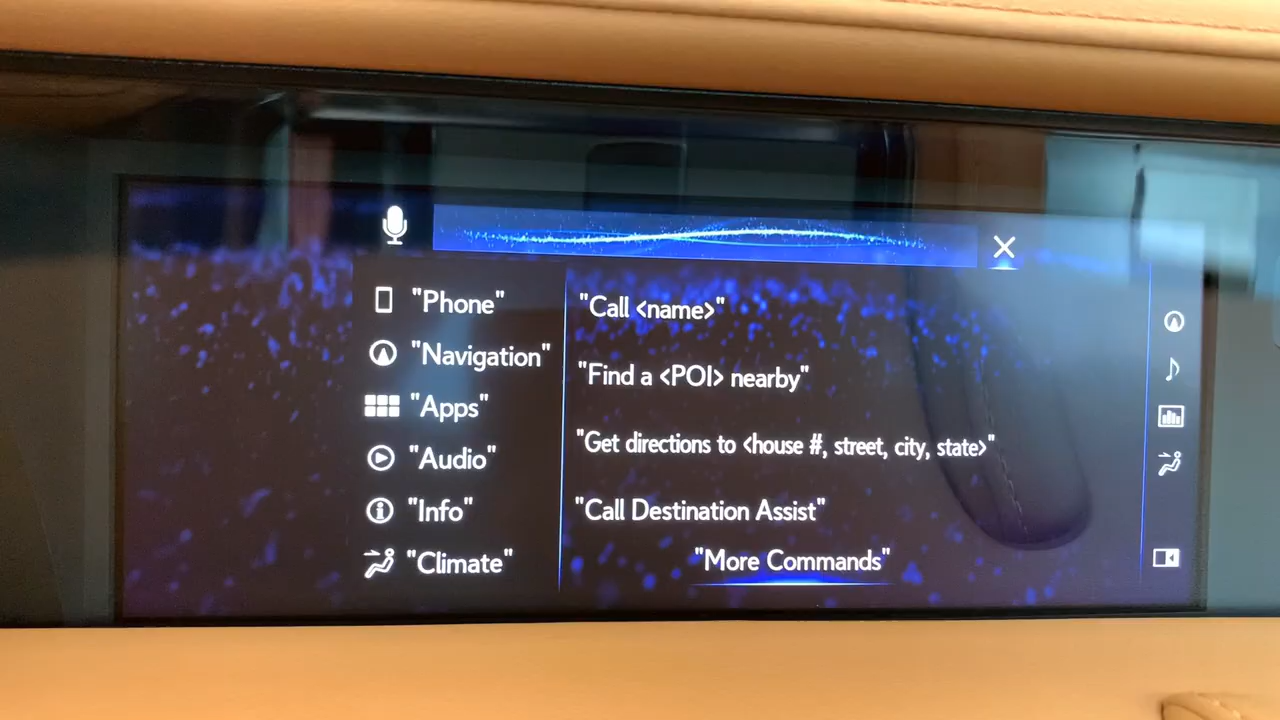 "Phone"
"Navigation"
"Apps"
"Audio"
"Info"
"Climate"
"Call <name>"
"Find a <POI> nearby"
"Get directions to <house #, street, city, state>"
"Call Destination Assist"
"More Commands"